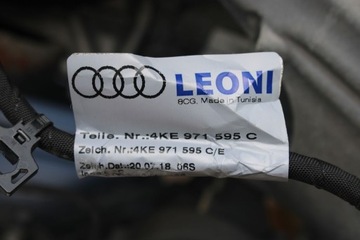 LEONI
8CG, Made in Tunisia
Teile. Nr.:4KE 971 595 C
Zeich. Nr.:4KE 971 595 C/E
Zeich.Dat.:20.07.18 06S